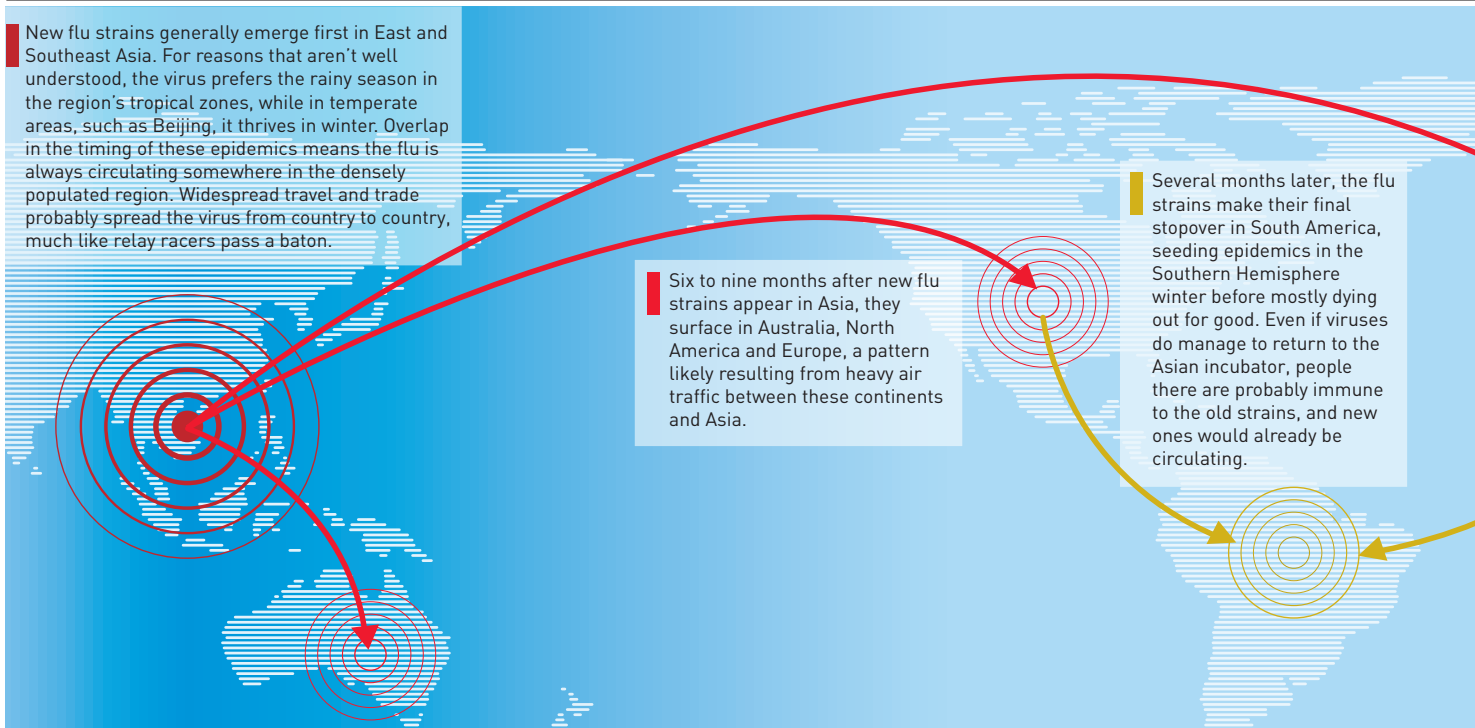 New flu strains generally emerge first in East and
Southeast Asia. For reasons that aren’t well
understood, the virus prefers the rainy season in
the region’s tropical zones, while in temperate
areas, such as Beijing, it thrives in winter. Overlap
in the timing of these epidemics means the flu is
always circulating somewhere in the densely
populated region. Widespread travel and trade
probably spread the virus from country to country,
much like relay racers pass a baton.
Six to nine months after new flu
strains appear in Asia, they
surface in Australia, North
America and Europe, a pattern
likely resulting from heavy air
traffic between these continents
and Asia.
Several months later, the flu
strains make their final
stopover in South America,
seeding epidemics in the
Southern Hemisphere
winter before mostly dying
out for good. Even if viruses
do manage to return to the
Asian incubator, people
there are probably immune
to the old strains, and new
ones would already be
circulating.